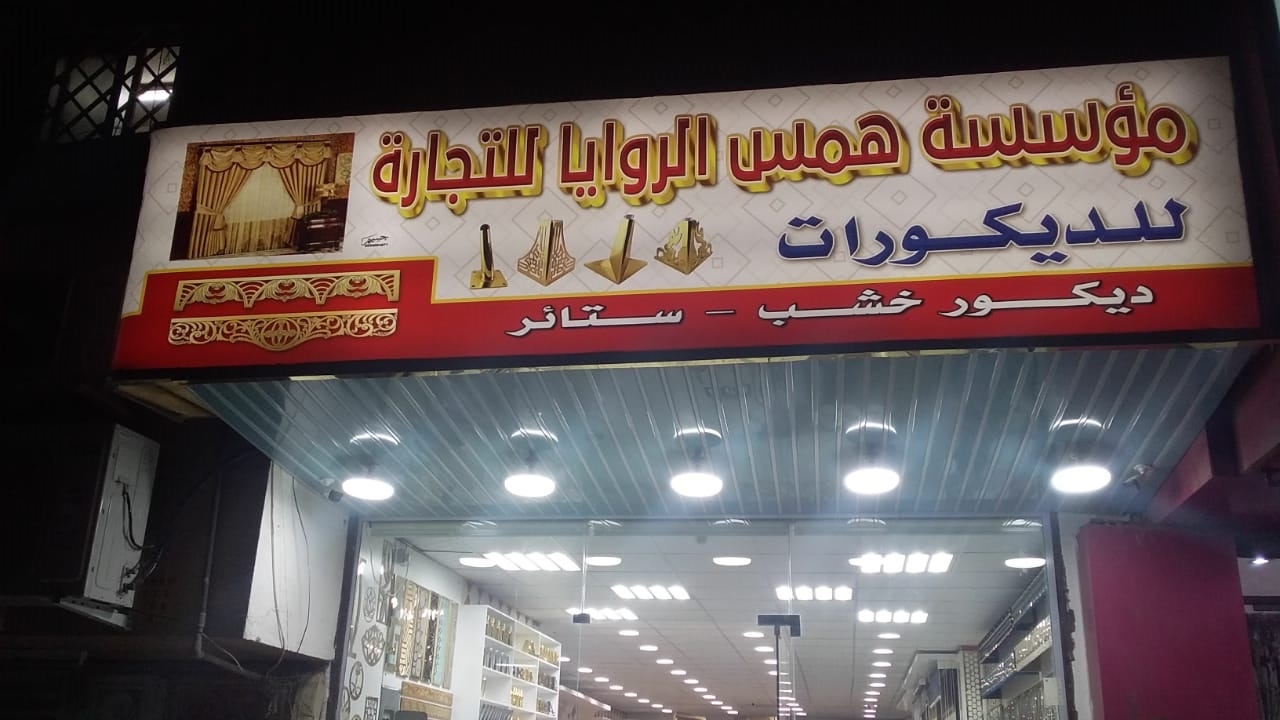 مؤسسة همس الروايا للتجارة
للديكورات
ديكور خشب - ستائر